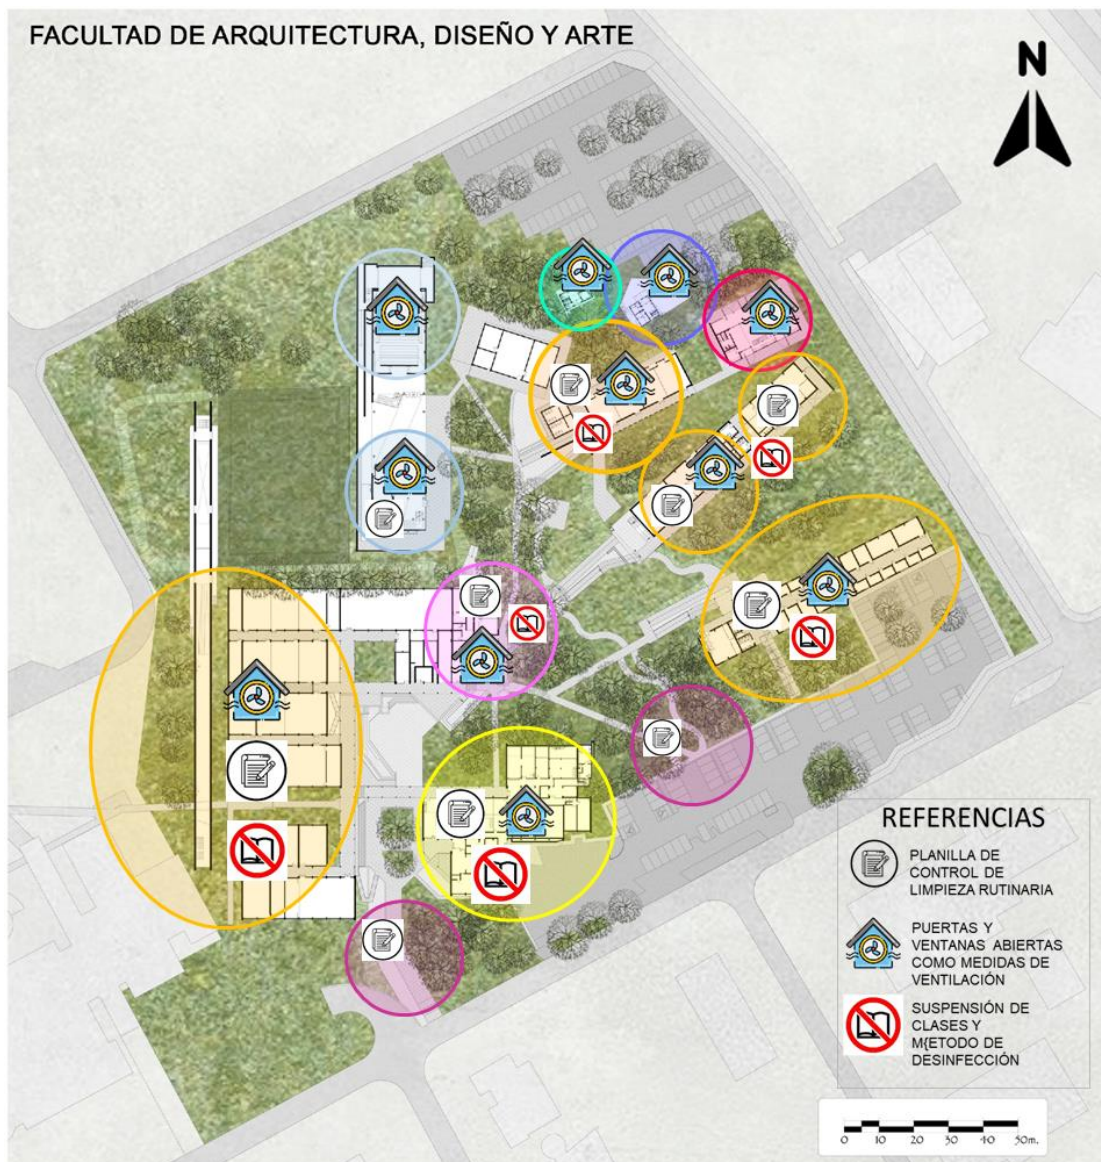 FACULTAD DE ARQUITECTURA, DISEÑO Y ARTE
N
REFERENCIAS
PLANILLA DE
CONTROL DE
LIMPIEZA RUTINARIA
PUERTAS Y
VENTANAS ABIERTAS
COMO MEDIDAS DE
VENTILACIÓN
SUSPENSIÓN DE
CLASES Y
M{ETODO DE
DESINFECCIÓN
0 10 20 30 40 50m.